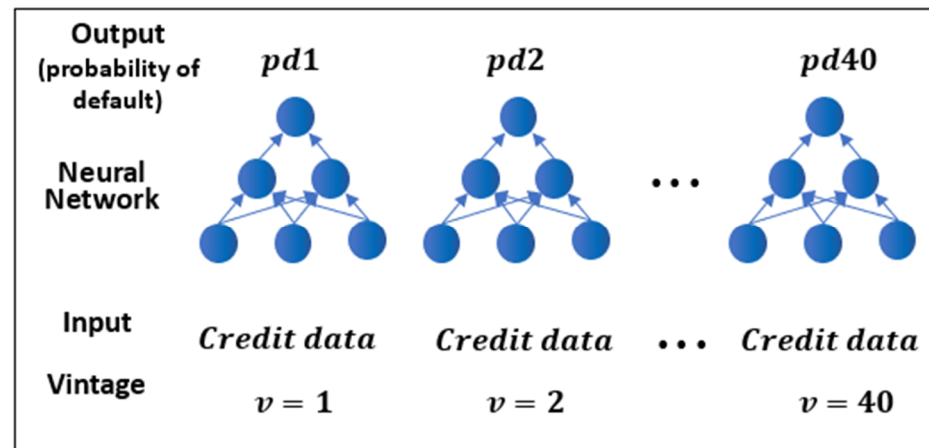 Output
(probability of
default)
pd1 pd2 pd40
Neural
Network
...
Input
Credit data Credit data ... Credit data
Vintage
v = 1 v = 2 v = 40